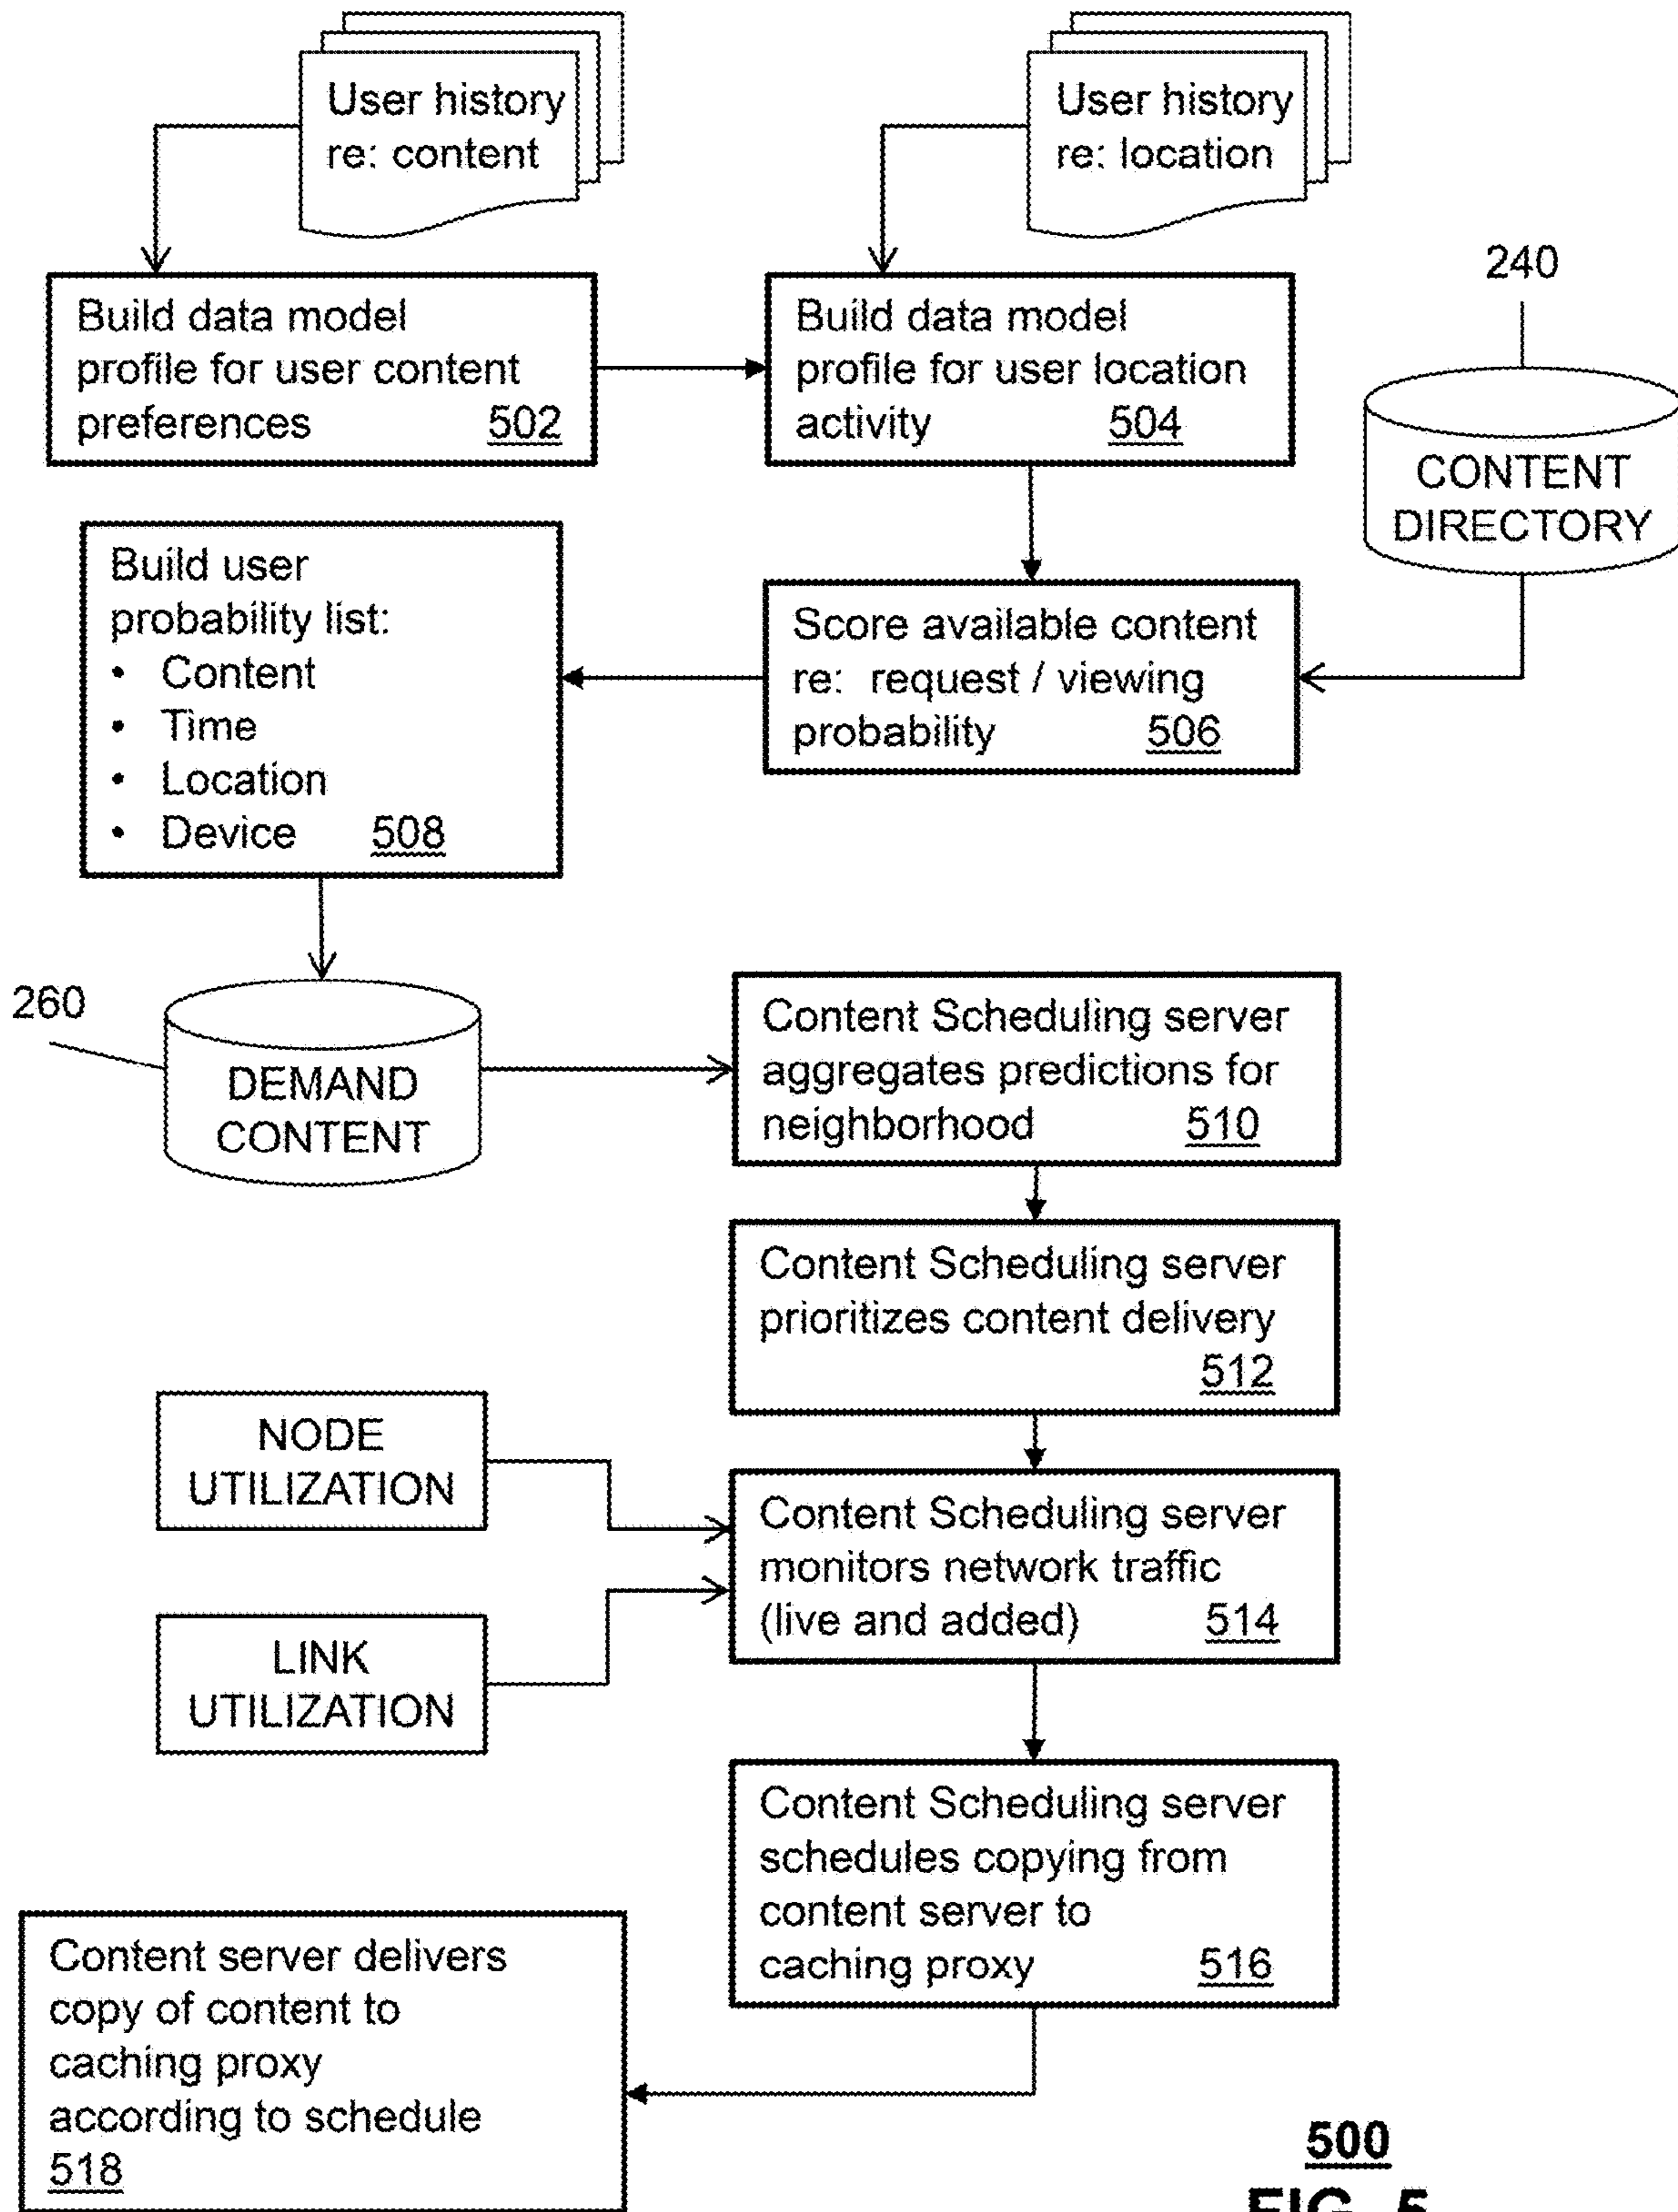 User history
re: content
User history
re: location
240
Build data model
profile for user content
preferences 502
Build data model
profile for user location
activity 504
CONTENT
DIRECTORY
Build user
probability list:
• Content
• Time
• Location
• Device 508
Score available content
re: request / viewing
probability 506
260
DEMAND
CONTENT
Content Scheduling server
aggregates predictions for
neighborhood 510
Content Scheduling server
prioritizes content delivery
512
NODE
UTILIZATION
Content Scheduling server
monitors network traffic
(live and added) 514
LINK
UTILIZATION
Content Scheduling server
schedules copying from
content server to
caching proxy 516
Content server delivers
copy of content to
caching proxy
according to schedule
518
500
FIG. 5